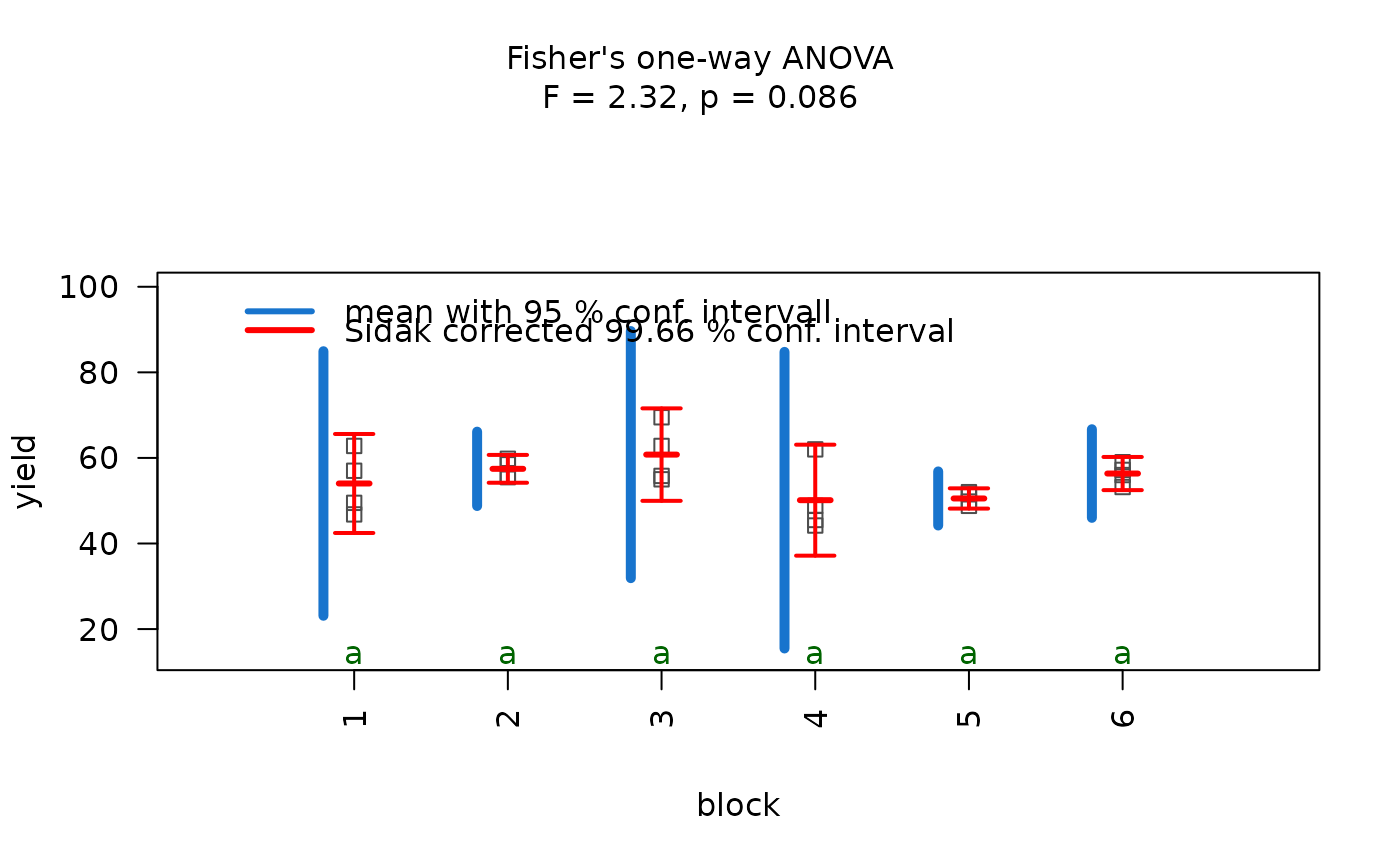 Fisher's one-way ANOVA
F = 2.32, p = 0.086
100
80
60
40
20
yield
mean with 95 % conf. intervall
Sidak corrected 99.66 % conf. interval
a a a a a a
1 2 3 4 5 6
block